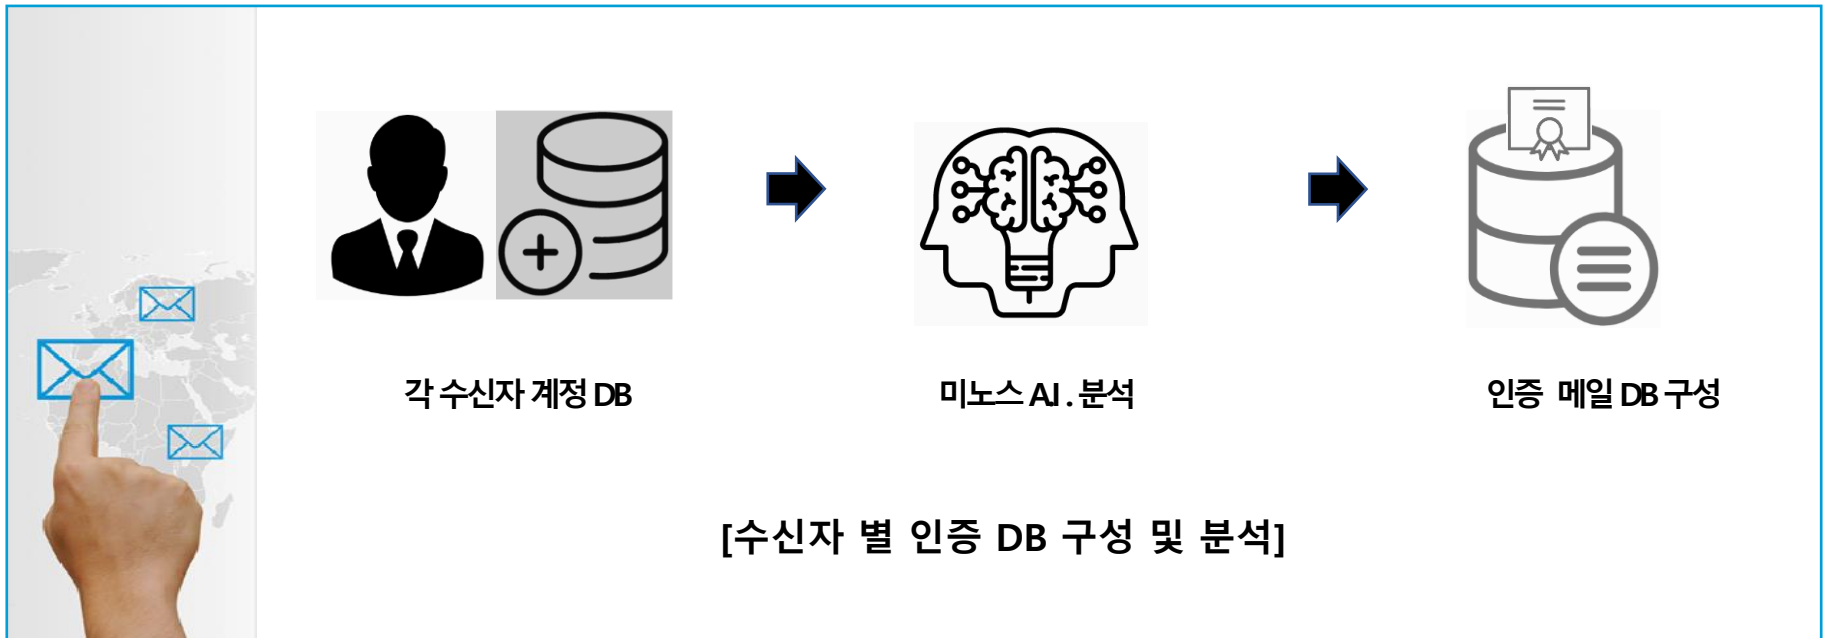 각 수신자 계정 DB
미노스 A.I . 분석
인증 메일 DB 구성
[수신자 별 인증 DB 구성 및 분석]